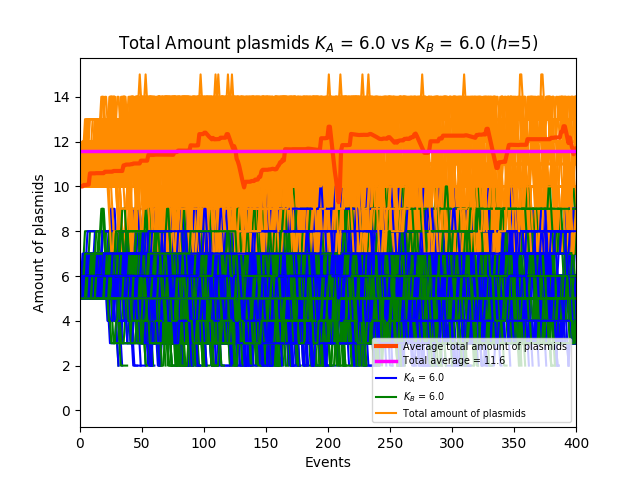 Total Amount plasmids K_A = 6.0 vs K_B = 6.0 (h=5)
Amount of plasmids
14
12
10
8
6
4
2
0
Average total amount of plasmids
Total average = 11.6
K_A = 6.0
K_B = 6.0
Total amount of plasmids
0 50 100 150 200 250 300 350 400
Events